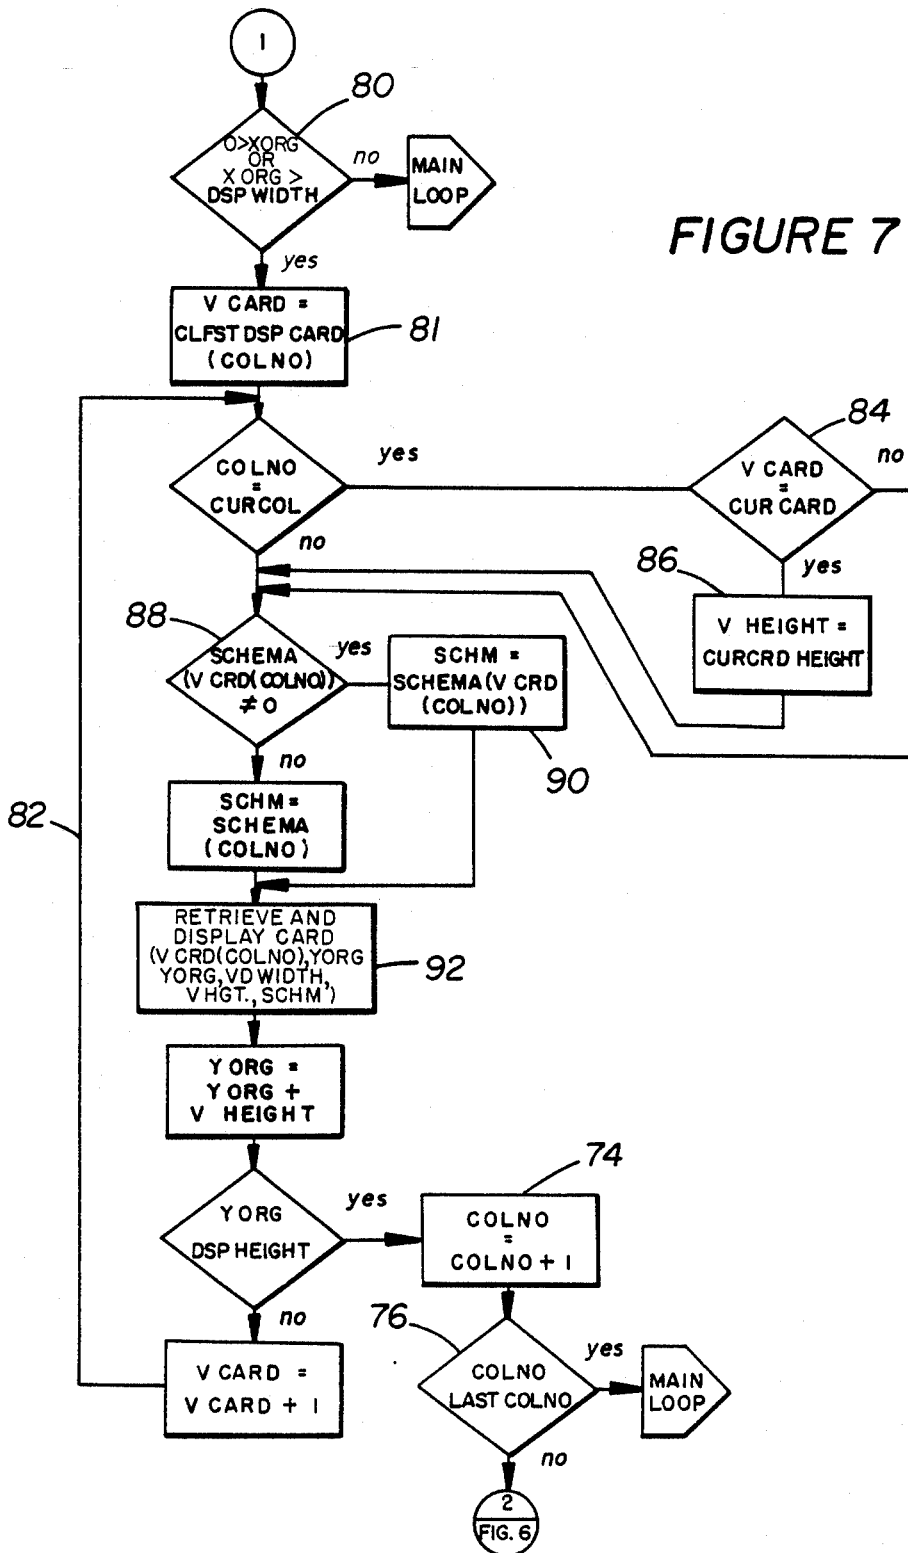 1
80
0>XORG
OR
X ORG >
DSP WIDTH
no
MAIN
LOOP
FIGURE 7
yes
V CARD =
CLFST DSP CARD
(COLNO)
81
COLNO
=
CURCOL
yes
84
V CARD
=
CUR CARD
no
no
86
yes
V HEIGHT =
CURCRD HEIGHT
88
SCHEMA
(V CRD(COLNO))
≠ 0
yes
SCHM =
SCHEMA(V CRD
(COLNO))
90
no
82
SCHM =
SCHEMA
(COLNO)
RETRIEVE AND
DISPLAY CARD
(V CRD(COLNO),YORG
YORG,VD WIDTH,
VHGT., SCHM')
92
Y ORG =
YORG +
V HEIGHT
74
Y ORG
DSP HEIGHT
yes
COLNO
=
COLNO + 1
no
76
V CARD =
V CARD + 1
COLNO
LAST COLNO
yes
MAIN
LOOP
no
2
FIG. 6